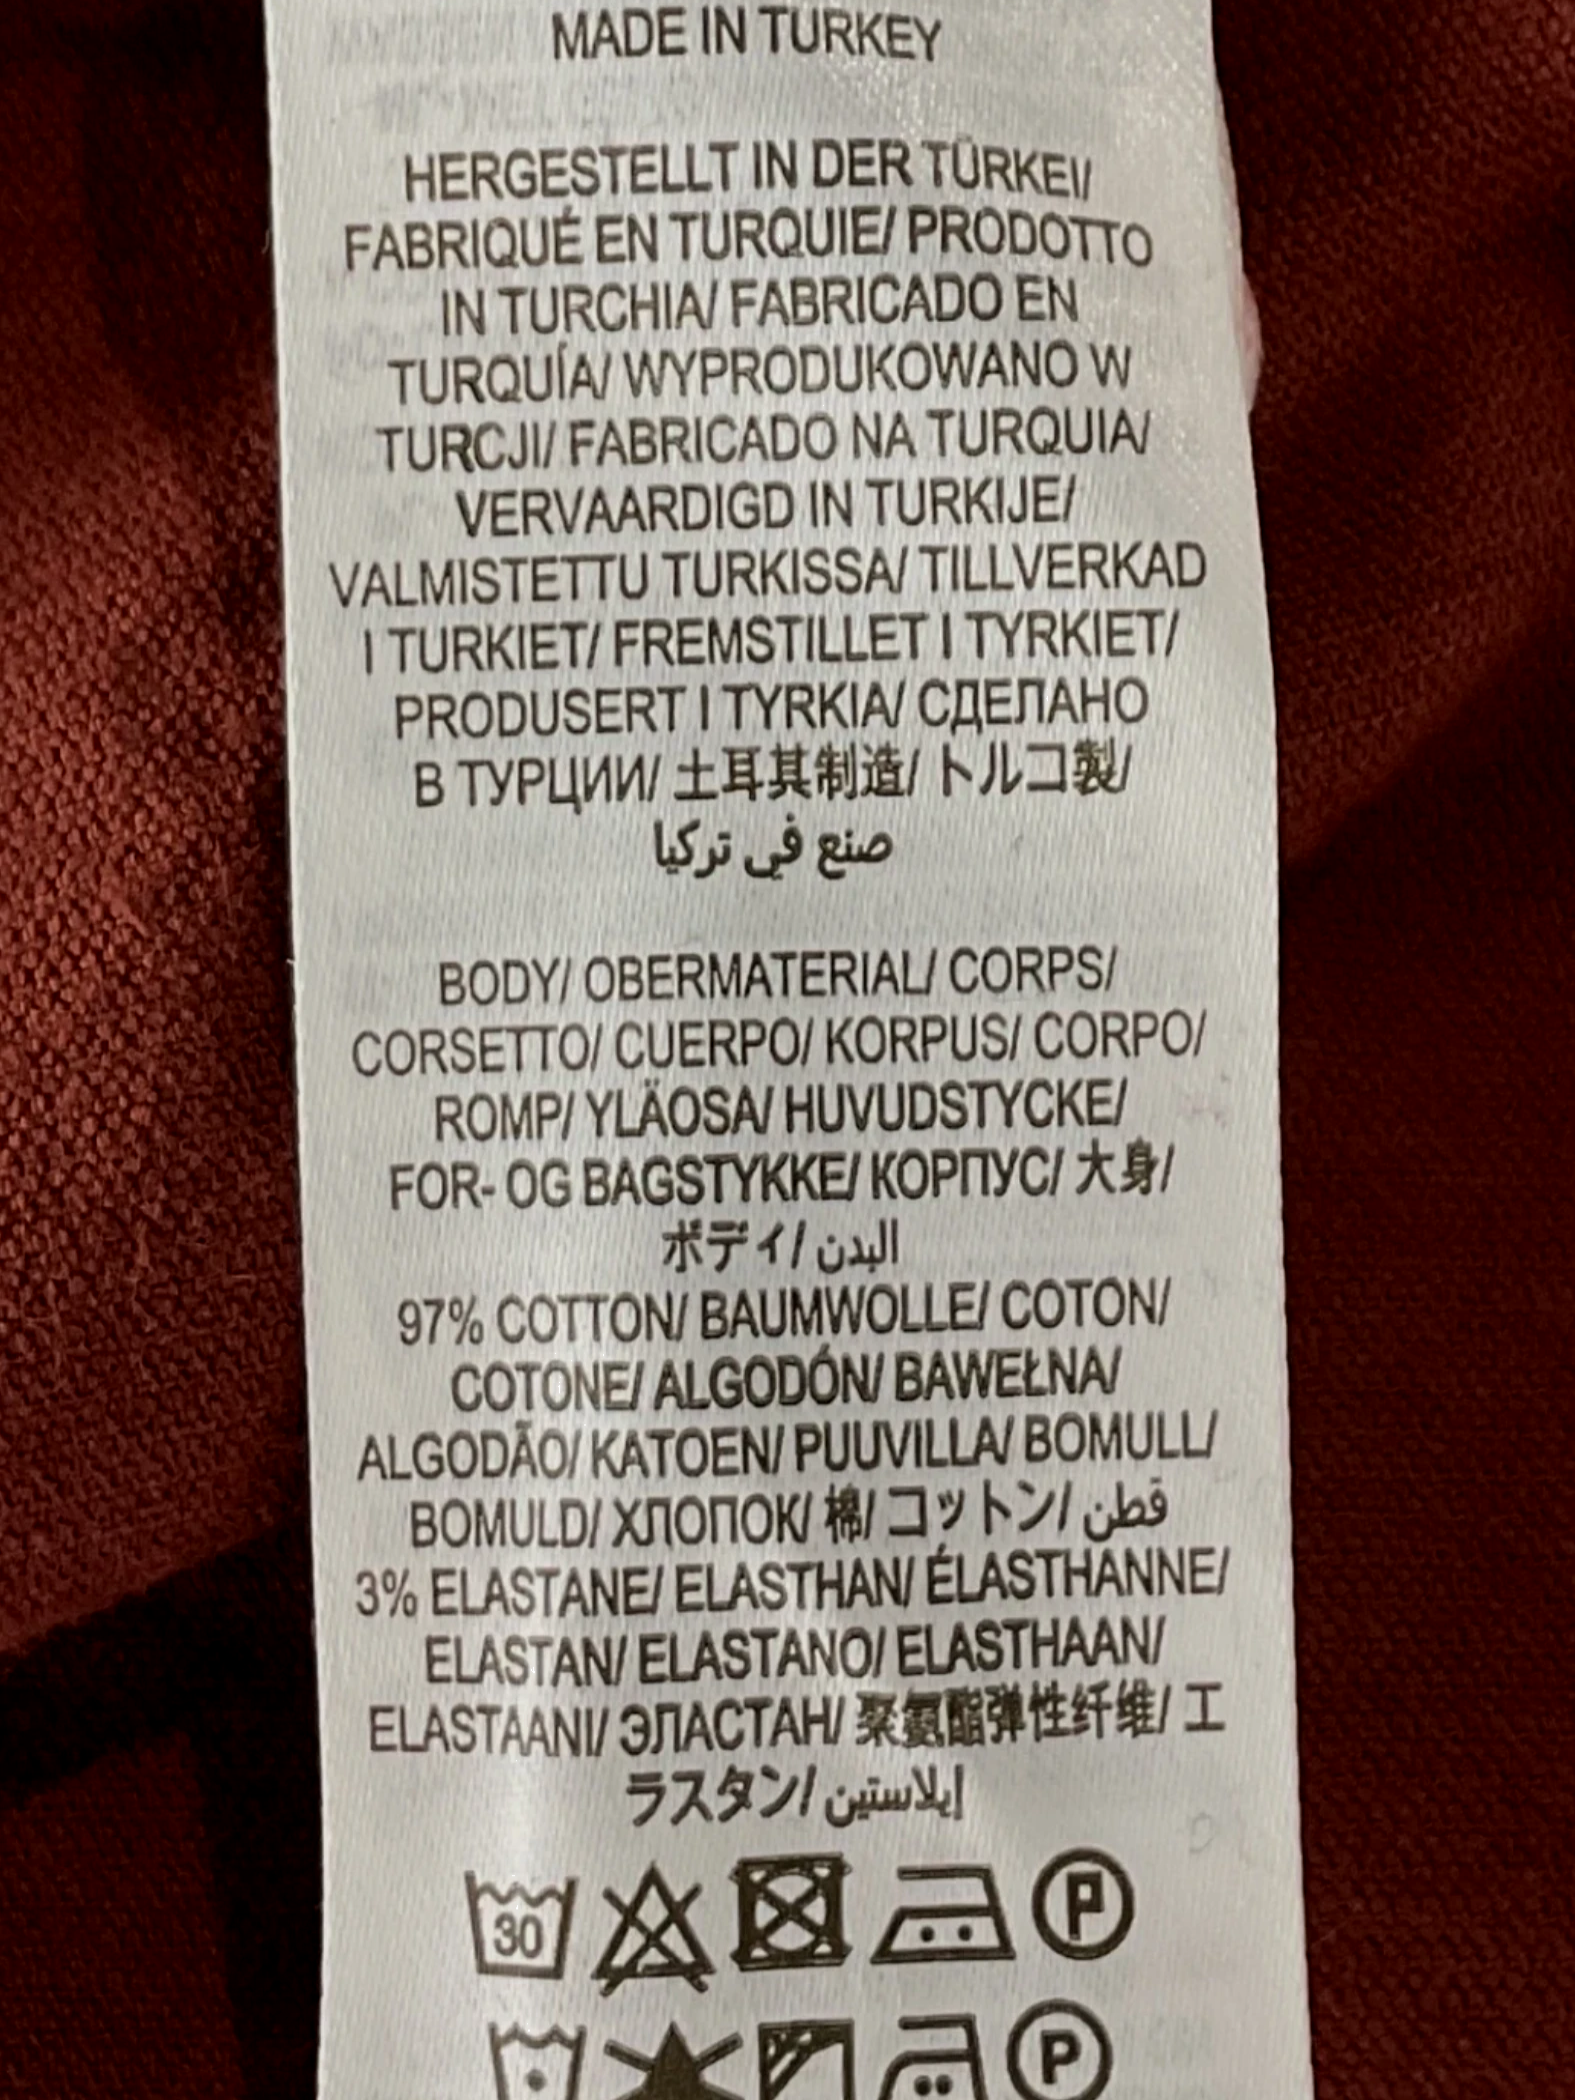 MADE IN TURKEY
HERGESTELLT IN DER TÜRKEI/
FABRIQUÉ EN TURQUIE/ PRODOTTO
IN TURCHIA/ FABRICADO EN
TURQUÍA/ WYPRODUKOWANO W
TURCJI/ FABRICADO NA TURQUIA/
VERVAARDIGD IN TURKIJE/
VALMISTETTU TURKISSA/ TILLVERKAD
I TURKIET/ FREMSTILLET I TYRKIET/
PRODUSERT I TYRKIA/ СДЕЛАНО
В ТУРЦИИ/ 土耳其制造/ トルコ製/
صنع في تركيا
BODY/ OBERMATERIAL/ CORPS/
CORSETTO/ CUERPO/ KORPUS/ CORPO/
ROMP/ YLÄOSA/ HUVUDSTYCKE/
FOR- OG BAGSTYKKE/ КОРПУС/ 大身/
ボディ/ البدن
97% COTTON/ BAUMWOLLE/ COTON/
COTONE/ ALGODÓN/ BAWEŁNA/
ALGODÃO/ KATOEN/ PUUVILLA/ BOMULL/
BOMULD/ ХЛОПОК/ 棉/ コットン/ قطن
3% ELASTANE/ ELASTHAN/ ÉLASTHANNE/
ELASTAN/ ELASTANO/ ELASTHAAN/
ELASTAANI/ ЭЛАСТАН/ 聚氨酯弹性纤维/ エ
ラスタン/ إيلاستين
30 P
P